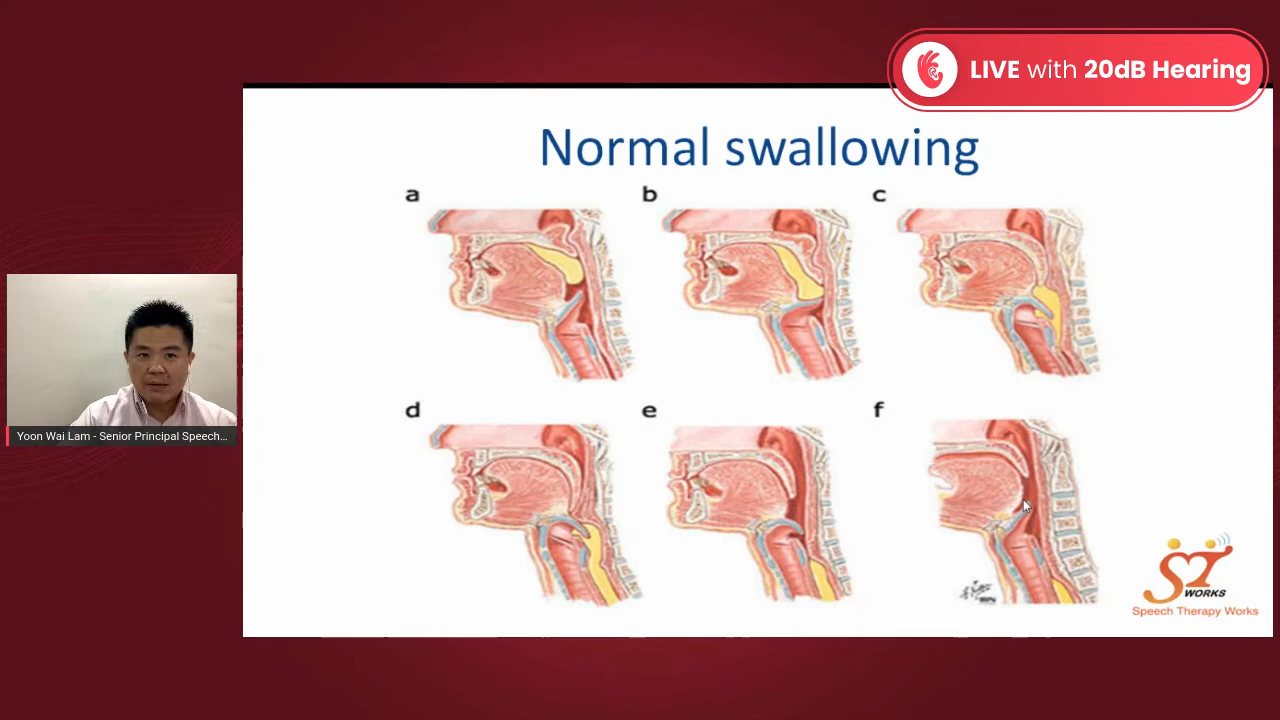 LIVE with 20dB Hearing
Normal swallowing
a
b
c
d
e
f
Yoon Wai Lam - Senior Principal Speech...
WORKS
Speech Therapy Works